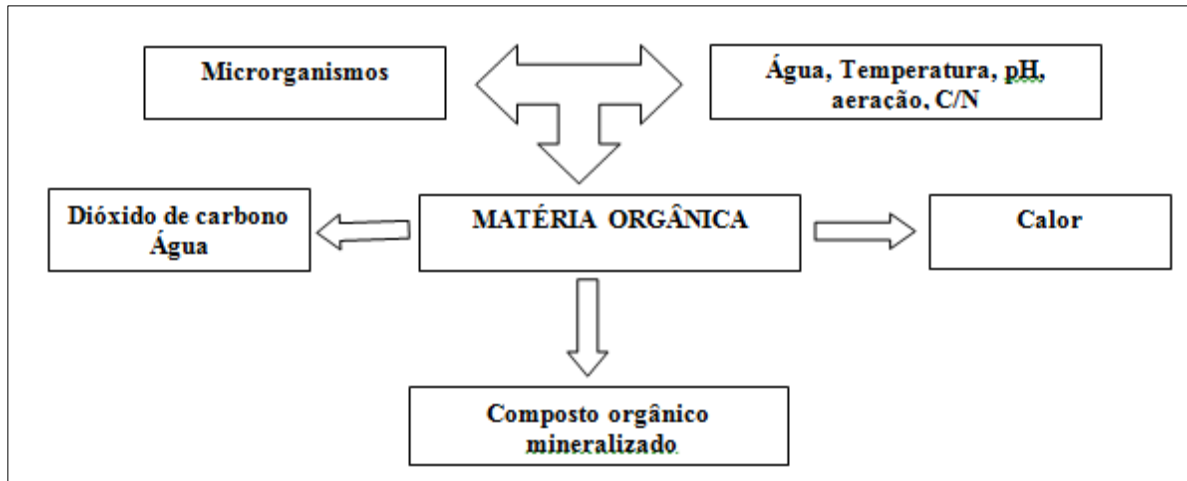 Microrganismos
Água, Temperatura, pH,
aeração, C/N
Dióxido de carbono
Água
MATÉRIA ORGÂNICA
Calor
Composto orgânico
mineralizado